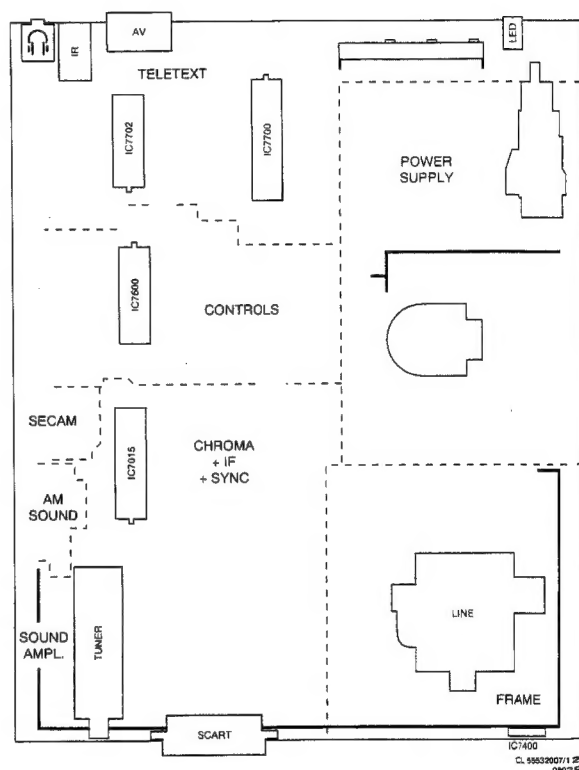 AV
LED
IR
TELETEXT
IC7702
IC7700
POWER
SUPPLY
IC7600
CONTROLS
SECAM
IC7015
CHROMA
+ IF
+ SYNC
AM
SOUND
SOUND
AMPL.
TUNER
LINE
FRAME
SCART
IC7400